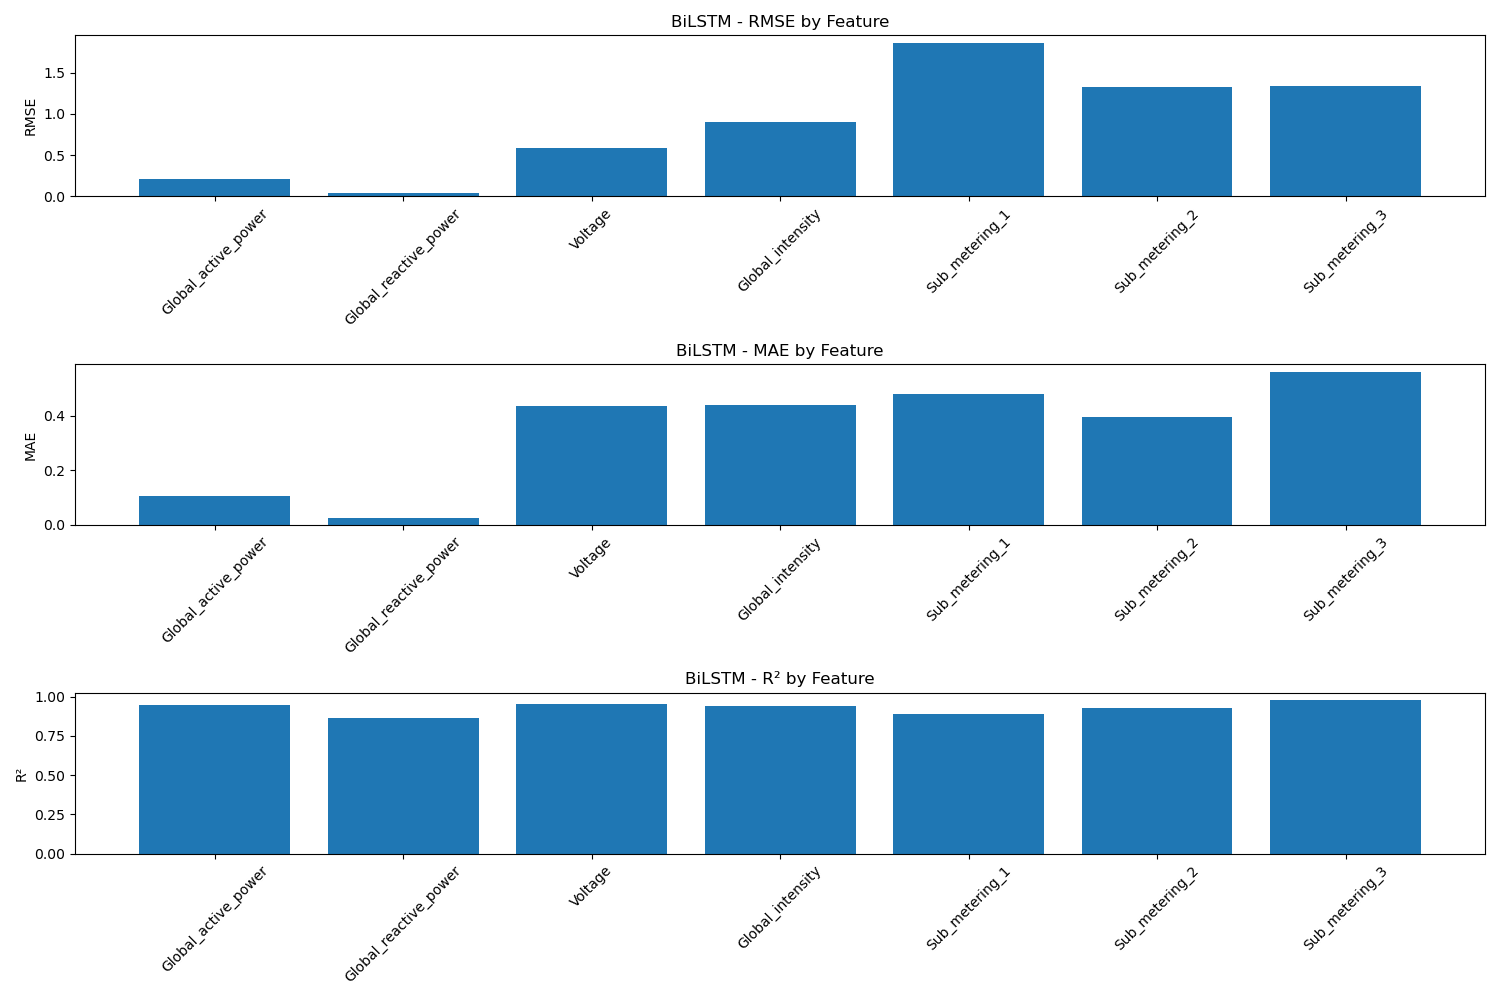 BiLSTM - RMSE by Feature
RMSE
1.5
1.0
0.5
0.0
Global_active_power
Global_reactive_power
Voltage
Global_intensity
Sub_metering_1
Sub_metering_2
Sub_metering_3
BiLSTM - MAE by Feature
MAE
0.4
0.2
0.0
Global_active_power
Global_reactive_power
Voltage
Global_intensity
Sub_metering_1
Sub_metering_2
Sub_metering_3
BiLSTM - R² by Feature
R²
1.00
0.75
0.50
0.25
0.00
Global_active_power
Global_reactive_power
Voltage
Global_intensity
Sub_metering_1
Sub_metering_2
Sub_metering_3